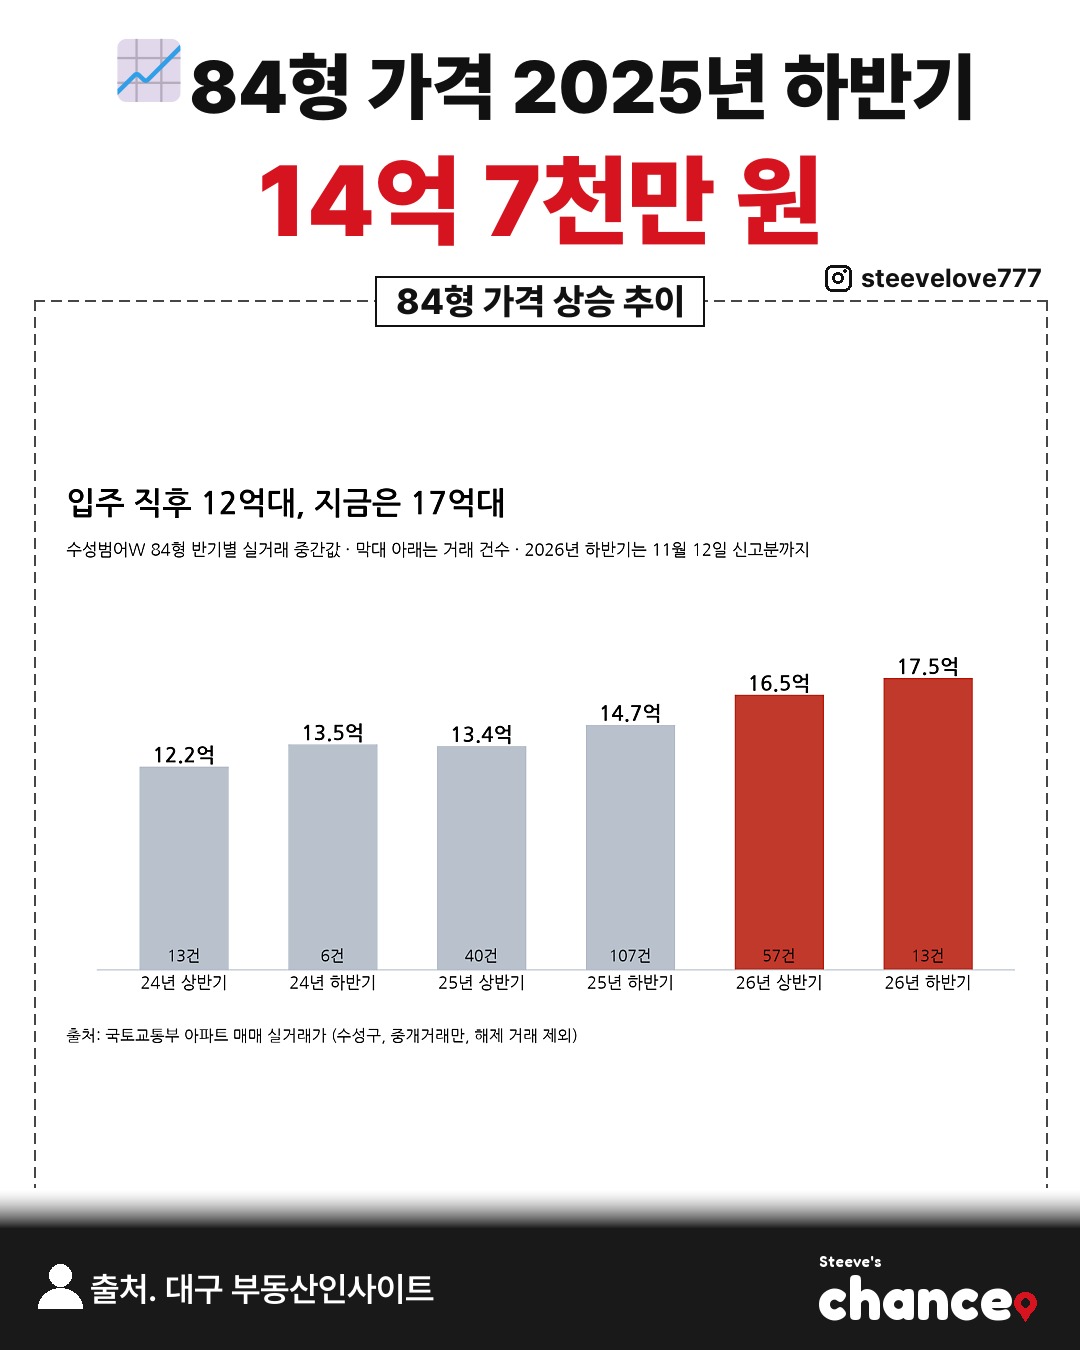 84형 가격 2025년 하반기
14억 7천만 원
steevelove777
84형 가격 상승 추이
입주 직후 12억대, 지금은 17억대
수성범어W 84형 반기별 실거래 중간값 · 막대 아래는 거래 건수 · 2026년 하반기는 11월 12일 신고분까지
12.2억
13.5억
13.4억
14.7억
16.5억
17.5억
13건
6건
40건
107건
57건
13건
24년 상반기
24년 하반기
25년 상반기
25년 하반기
26년 상반기
26년 하반기
출처: 국토교통부 아파트 매매 실거래가 (수성구, 중개거래만, 해제 거래 제외)
출처. 대구 부동산인사이트
Steeve's
chance